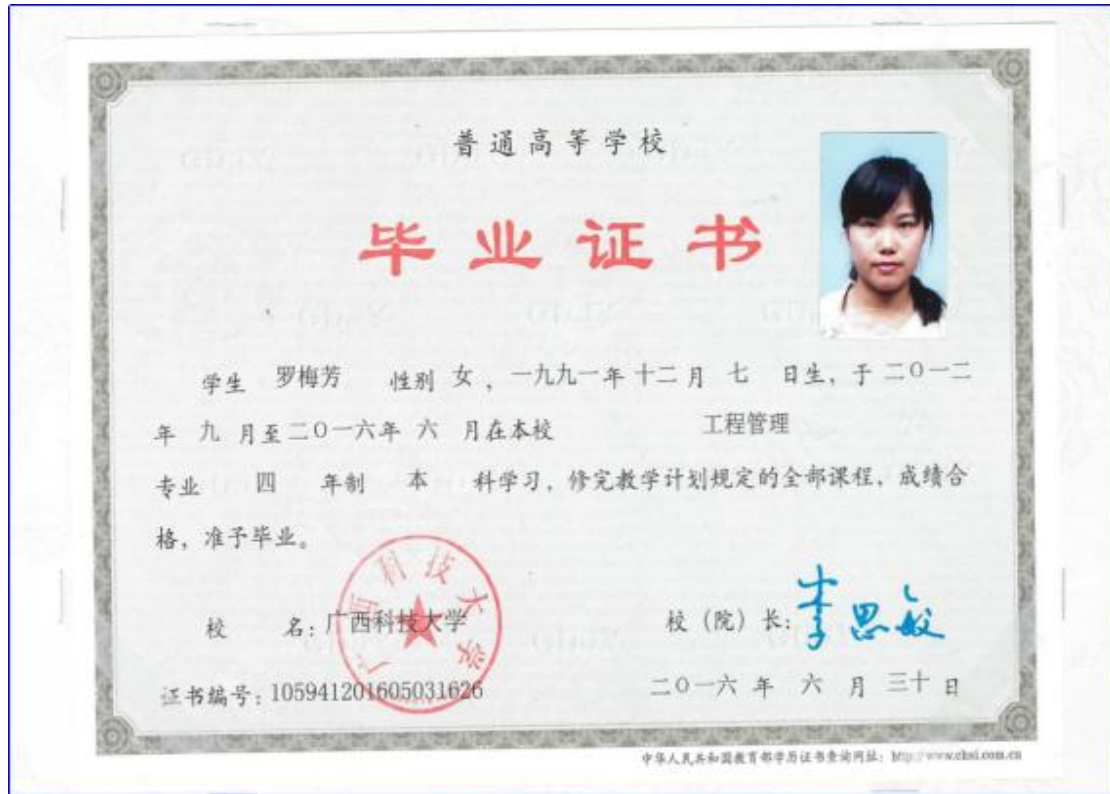 普通高等学校
毕业证书
学生 罗梅芳 性别 女 ，一九九一年 十二 月 七 日生，于 二〇一二
年 九 月至二〇一六年 六 月在本校 工程管理
专业 四 年制 本 科学习，修完教学计划规定的全部课程，成绩合
格，准予毕业。
广西科技大学
校 名：广西科技大学 校（院）长：李思敏
证书编号：105941201605031626 二〇一六 年 六 月 三十 日
中华人民共和国教育部学历证书查询网址：http://www.chsi.com.cn